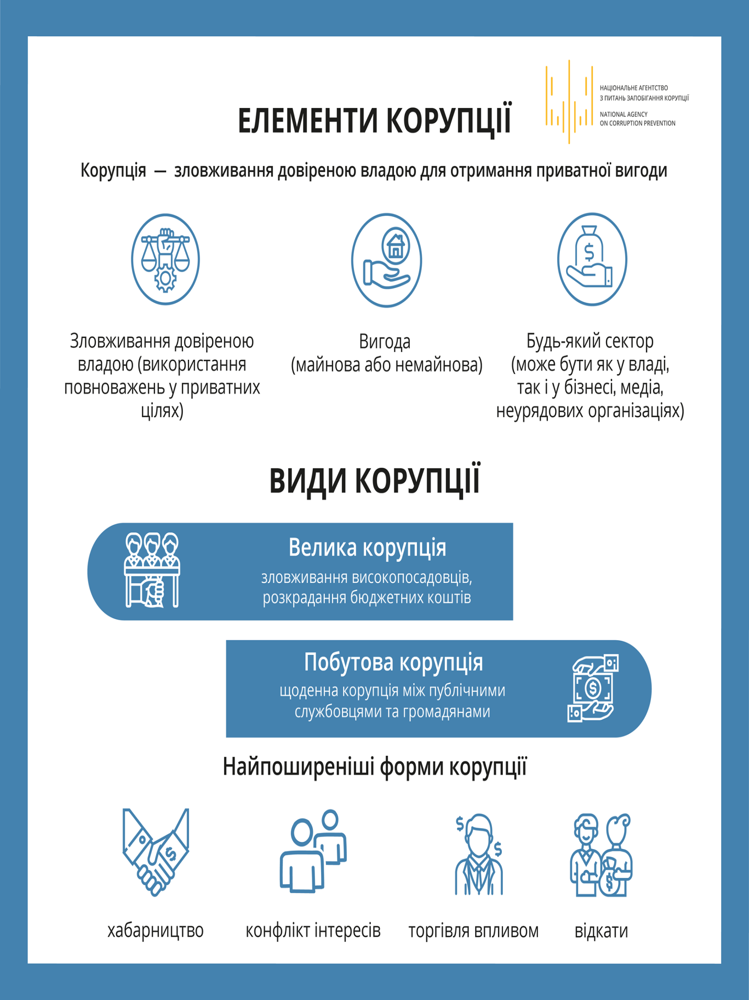 НАЦІОНАЛЬНЕ АГЕНТСТВО
З ПИТАНЬ ЗАПОБІГАННЯ КОРУПЦІЇ
NATIONAL AGENCY
ON CORRUPTION PREVENTION
ЕЛЕМЕНТИ КОРУПЦІЇ
Корупція — зловживання довіреною владою для отримання приватної вигоди
Зловживання довіреною
владою (використання
повноважень у приватних
цілях)
Вигода
(майнова або немайнова)
Будь-який сектор
(може бути як у владі,
так і у бізнесі, медіа,
неурядових організаціях)
ВИДИ КОРУПЦІЇ
Велика корупція
зловживання високопосадовців,
розкрадання бюджетних коштів
Побутова корупція
щоденна корупція між публічними
службовцями та громадянами
Найпоширеніші форми корупції
хабарництво
конфлікт інтересів
торгівля впливом
відкати